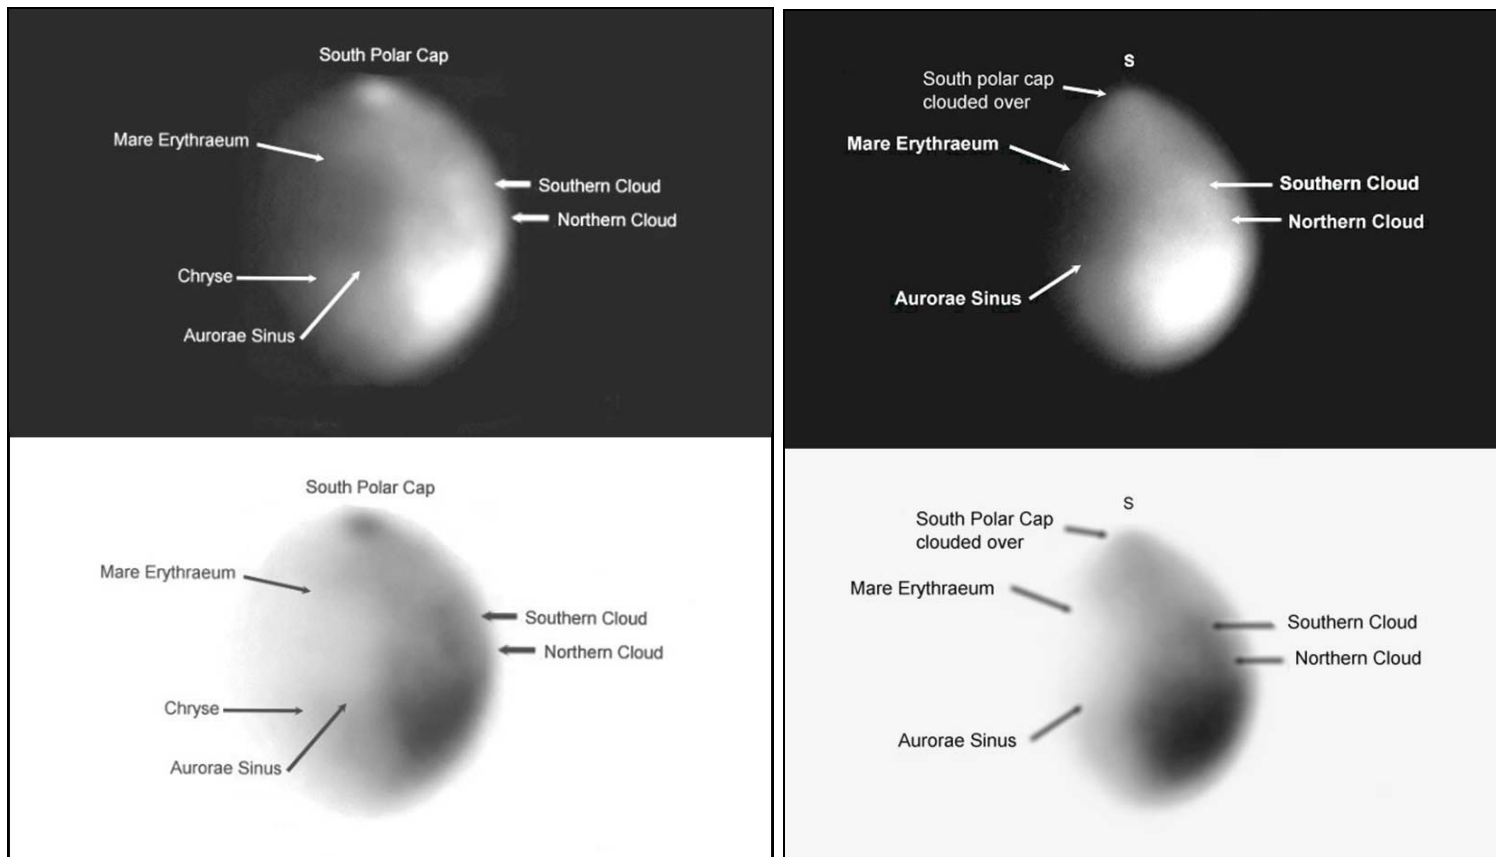 South Polar Cap
Mare Erythraeum
Southern Cloud
Northern Cloud
Chryse
Aurorae Sinus
S
South polar cap
clouded over
Mare Erythraeum
Southern Cloud
Northern Cloud
Aurorae Sinus
South Polar Cap
Mare Erythraeum
Southern Cloud
Northern Cloud
Chryse
Aurorae Sinus
S
South Polar Cap
clouded over
Mare Erythraeum
Southern Cloud
Northern Cloud
Aurorae Sinus